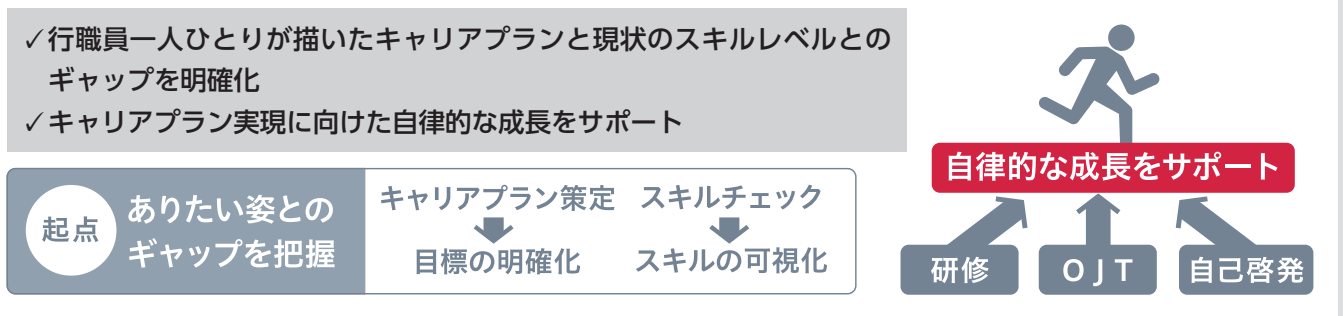 ✓行職員一人ひとりが描いたキャリアプランと現状のスキルレベルとの
ギャップを明確化
✓キャリアプラン実現に向けた自律的な成長をサポート
起点
ありたい姿との
ギャップを把握
キャリアプラン策定
目標の明確化
スキルチェック
スキルの可視化
自律的な成長をサポート
研修
OJT
自己啓発